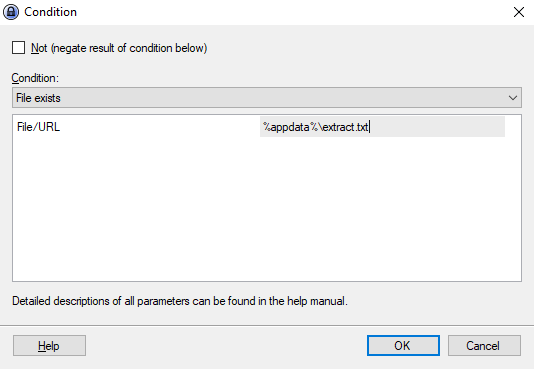 Condition
Not (negate result of condition below)
Condition:
File exists
File/URL %appdata%\extract.txt
Detailed descriptions of all parameters can be found in the help manual.
Help OK Cancel